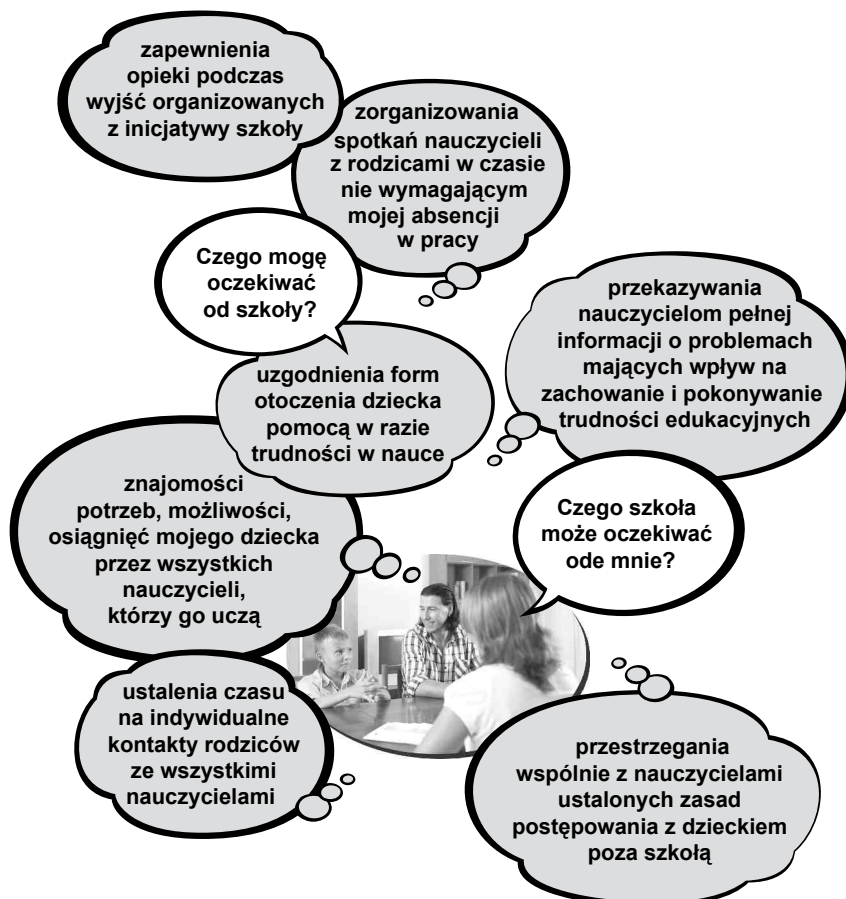 zapewnienia
opieki podczas
wyjść organizowanych
z inicjatywy szkoły
zorganizowania
spotkań nauczycieli
z rodzicami w czasie
nie wymagającym
mojej absencji
w pracy
Czego mogę
oczekiwać
od szkoły?
przekazywania
nauczycielom pełnej
informacji o problemach
mających wpływ na
zachowanie i pokonywanie
trudności edukacyjnych
uzgodnienia form
otoczenia dziecka
pomocą w razie
trudności w nauce
znajomości
potrzeb, możliwości,
osiągnięć mojego dziecka
przez wszystkich
nauczycieli,
którzy go uczą
Czego szkoła
może oczekiwać
ode mnie?
ustalenia czasu
na indywidualne
kontakty rodziców
ze wszystkimi
nauczycielami
przestrzegania
wspólnie z nauczycielami
ustalonych zasad
postępowania z dzieckiem
poza szkołą